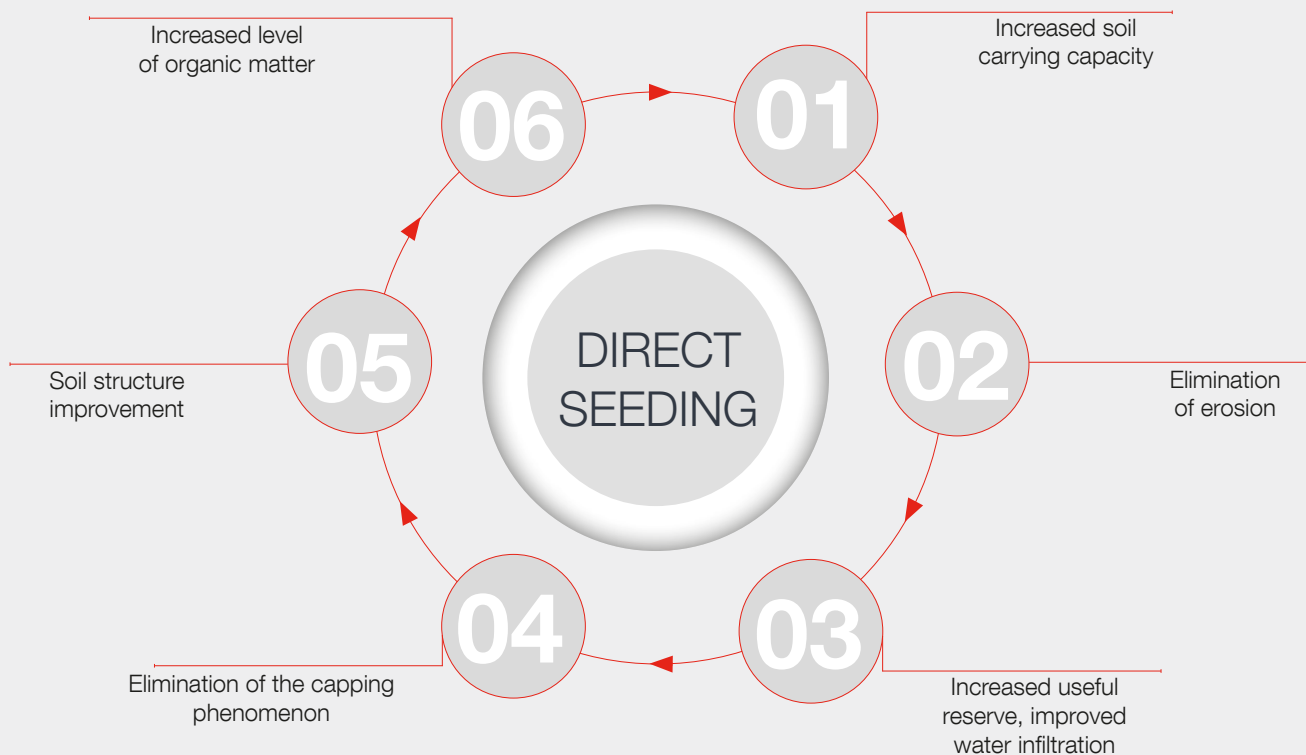 Increased level
of organic matter
06
01
Increased soil
carrying capacity
DIRECT
SEEDING
05
Soil structure
improvement
02
Elimination
of erosion
04
Elimination of the capping
phenomenon
03
Increased useful
reserve, improved
water infiltration